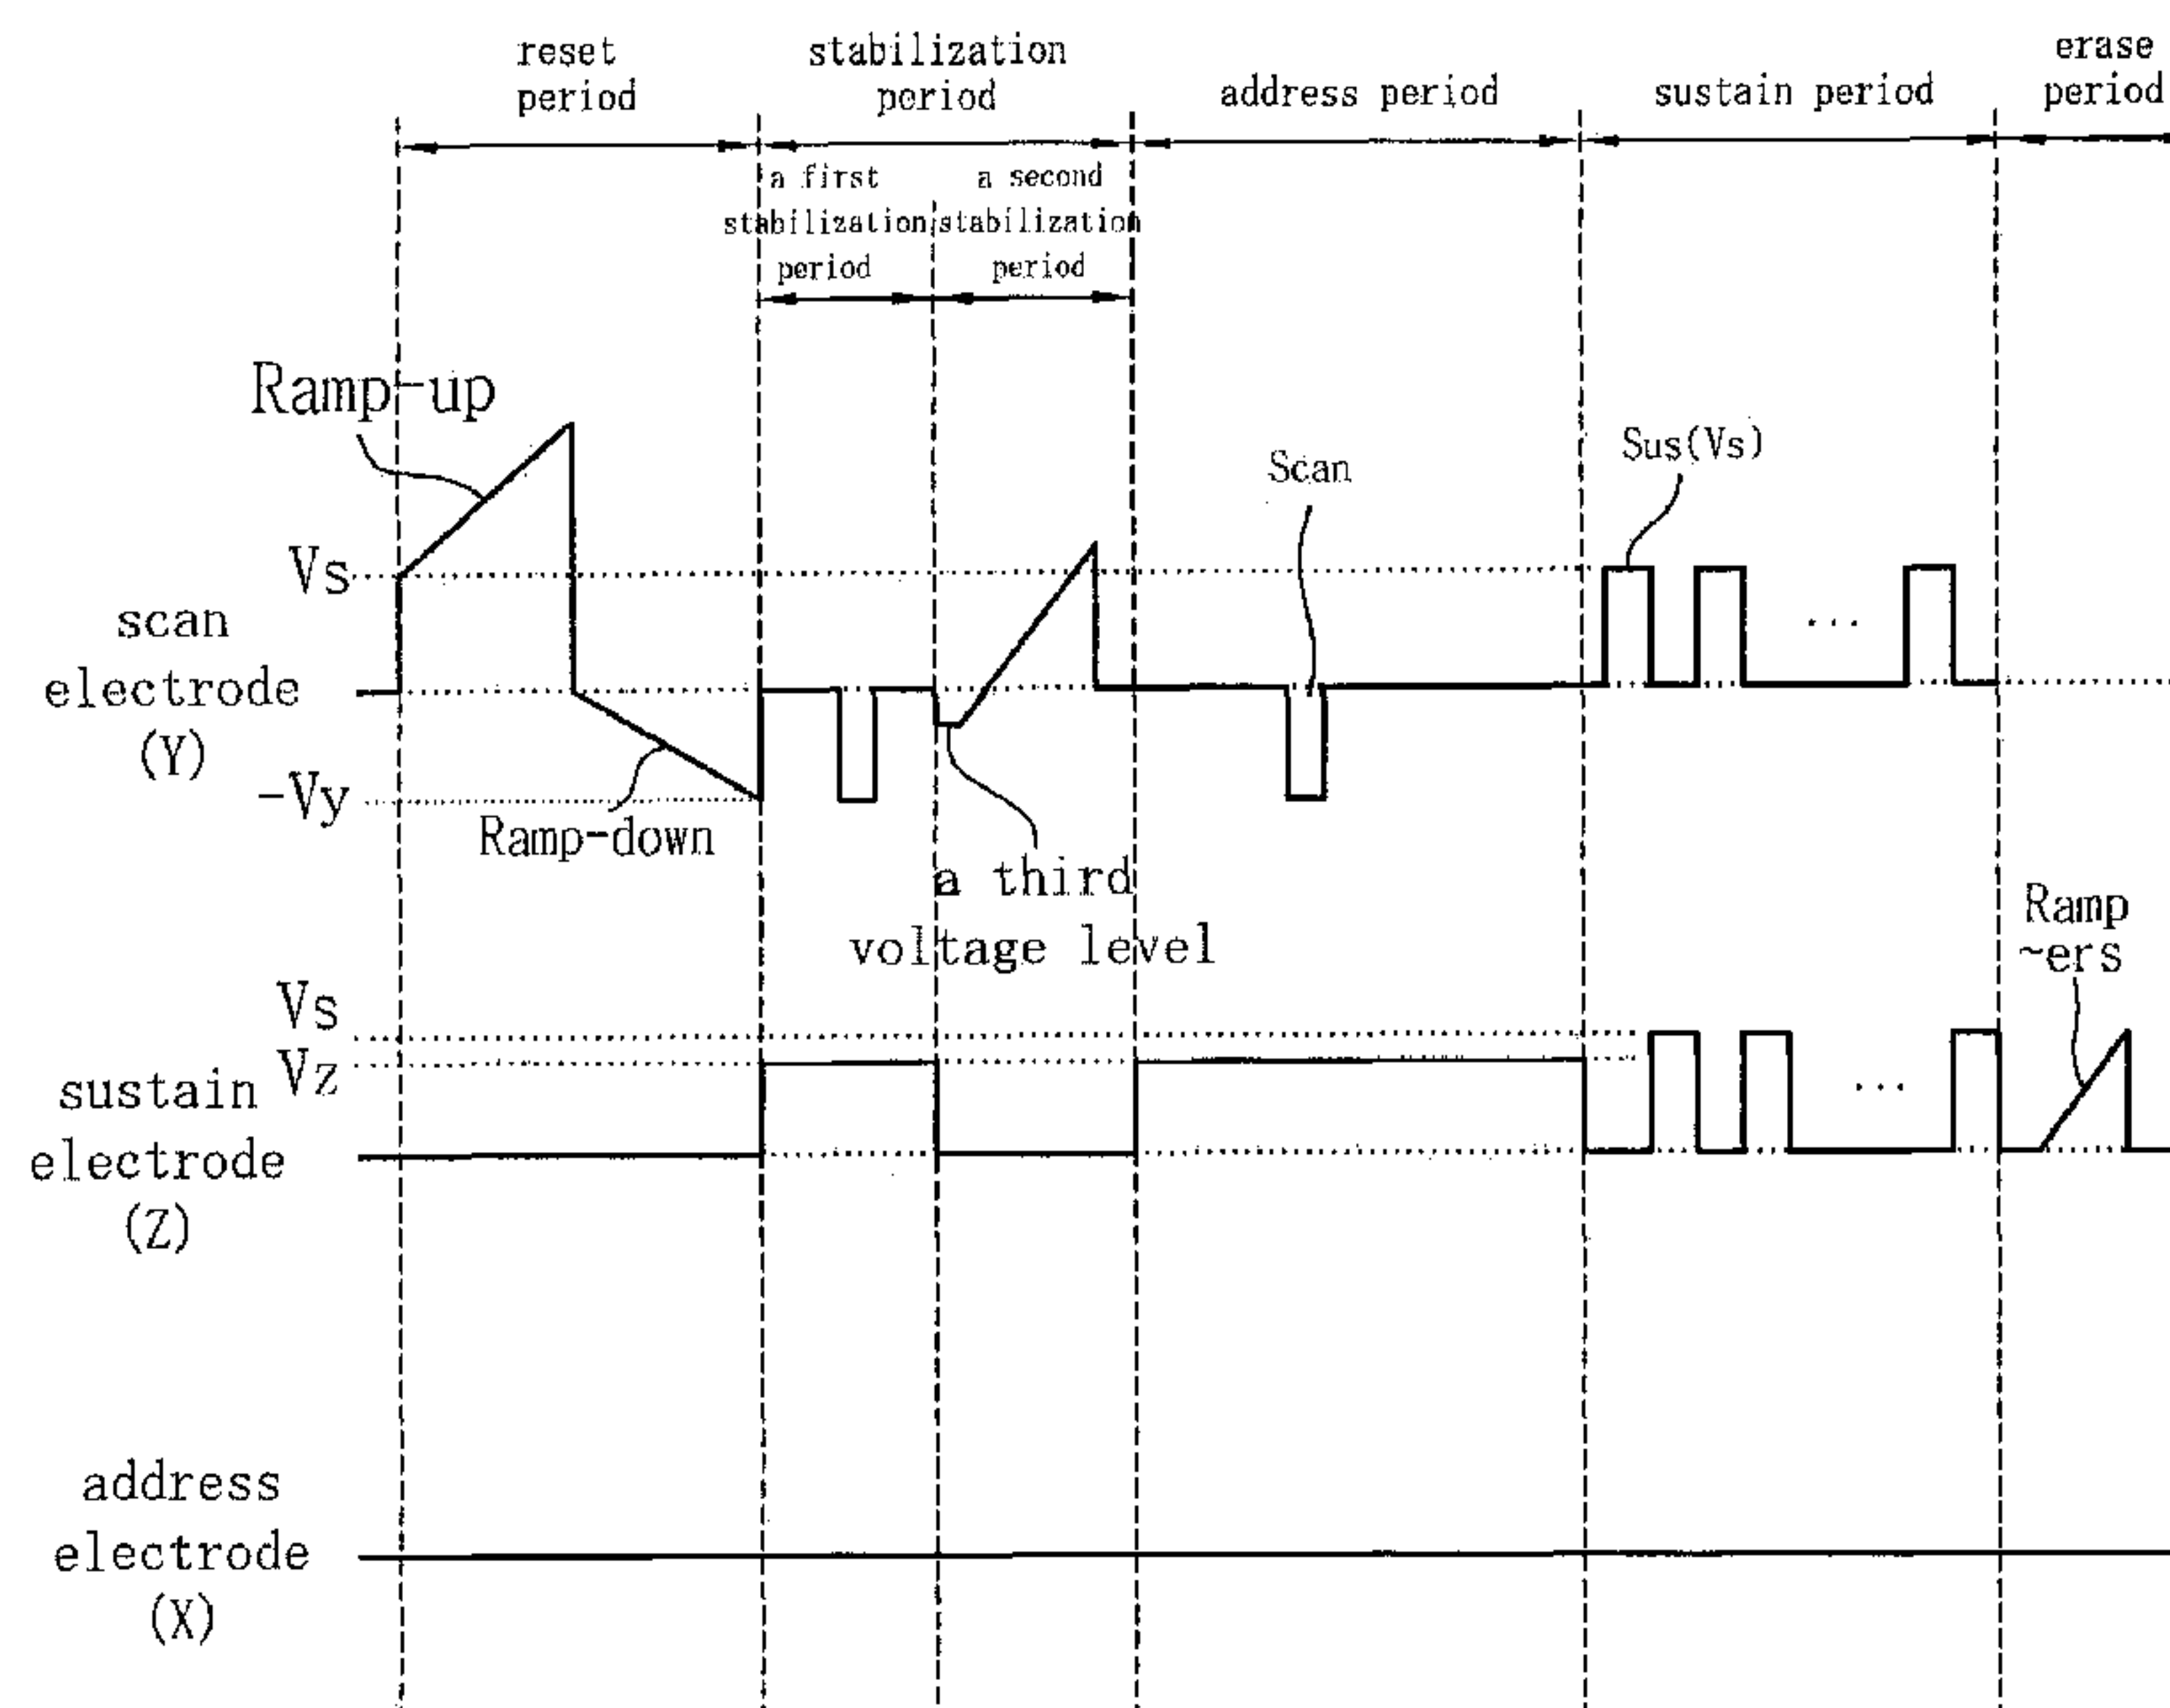 reset
period
stabilization
period
address period
sustain period
erase
period
a first
stabilization
period
a second
stabilization
period
Ramp-up
Vs
scan
electrode
(Y)
-Vy
Ramp-down
a third
voltage level
Scan
Sus(Vs)
...
Vs
Vz
sustain
electrode
(Z)
...
Ramp
~ers
address
electrode
(X)